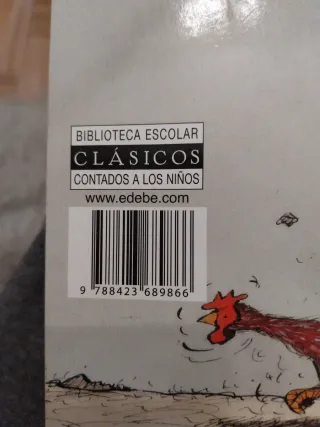 BIBLIOTECA ESCOLAR
CLÁSICOS
CONTADOS A LOS NIÑOS
www.edebe.com
9 788423 689866